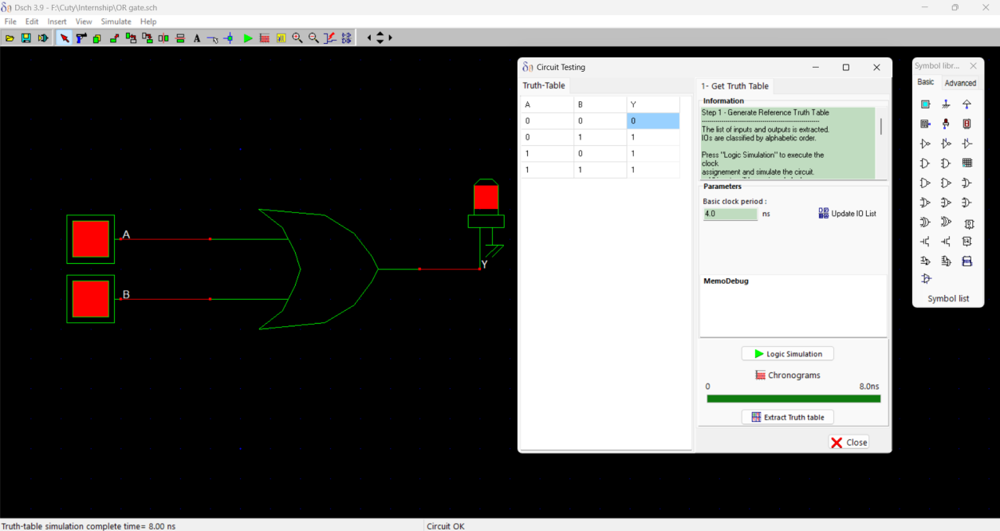 Dsch 3.9 - F:\Cuty\Internship\OR gate.sch
File Edit Insert View Simulate Help
A
B
Y
Circuit Testing
Truth-Table
A B Y
0 0 0
0 1 1
1 0 1
1 1 1
1- Get Truth Table
Information
Step 1 - Generate Reference Truth Table
The list of inputs and outputs is extracted.
IOs are classified by alphabetic order.
Press "Logic Simulation" to execute the
clock
assignement and simulate the circuit.
Parameters
Basic clock period :
4.0 ns
Update IO List
MemoDebug
Logic Simulation
Chronograms
0 8.0ns
Extract Truth table
Close
Symbol libr...
Basic Advanced
Symbol list
Truth-table simulation complete time= 8.00 ns
Circuit OK